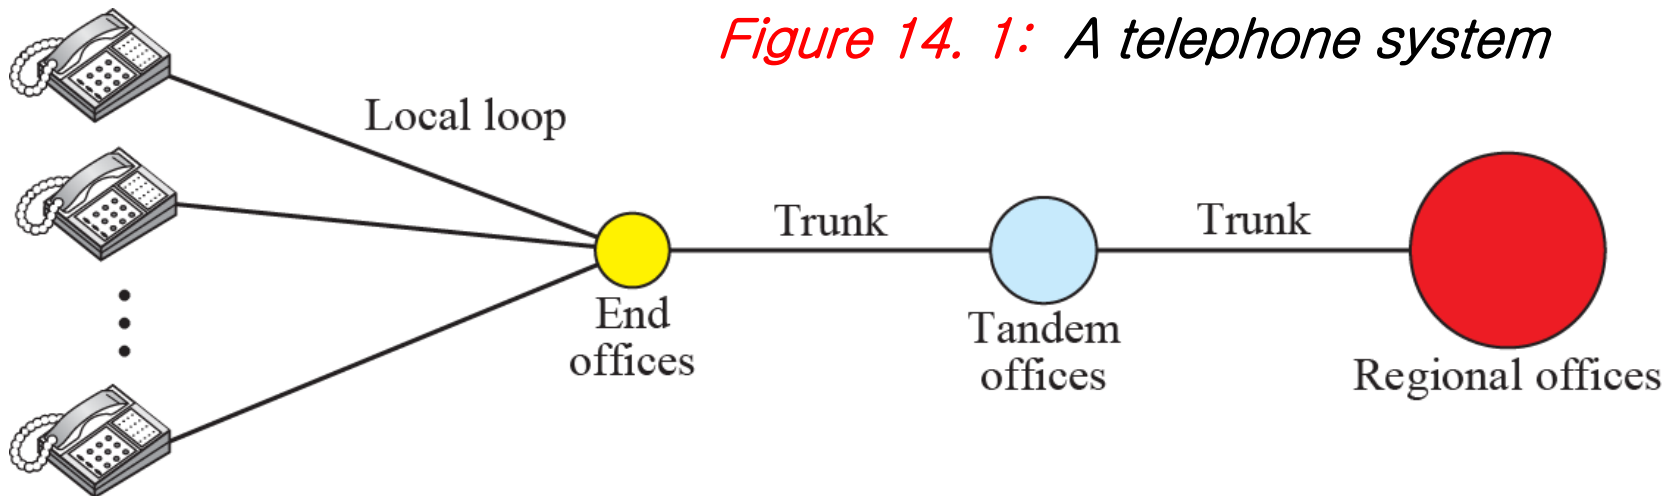 Figure 14. 1: A telephone system
Local loop
Trunk
Trunk
End
offices
Tandem
offices
Regional offices